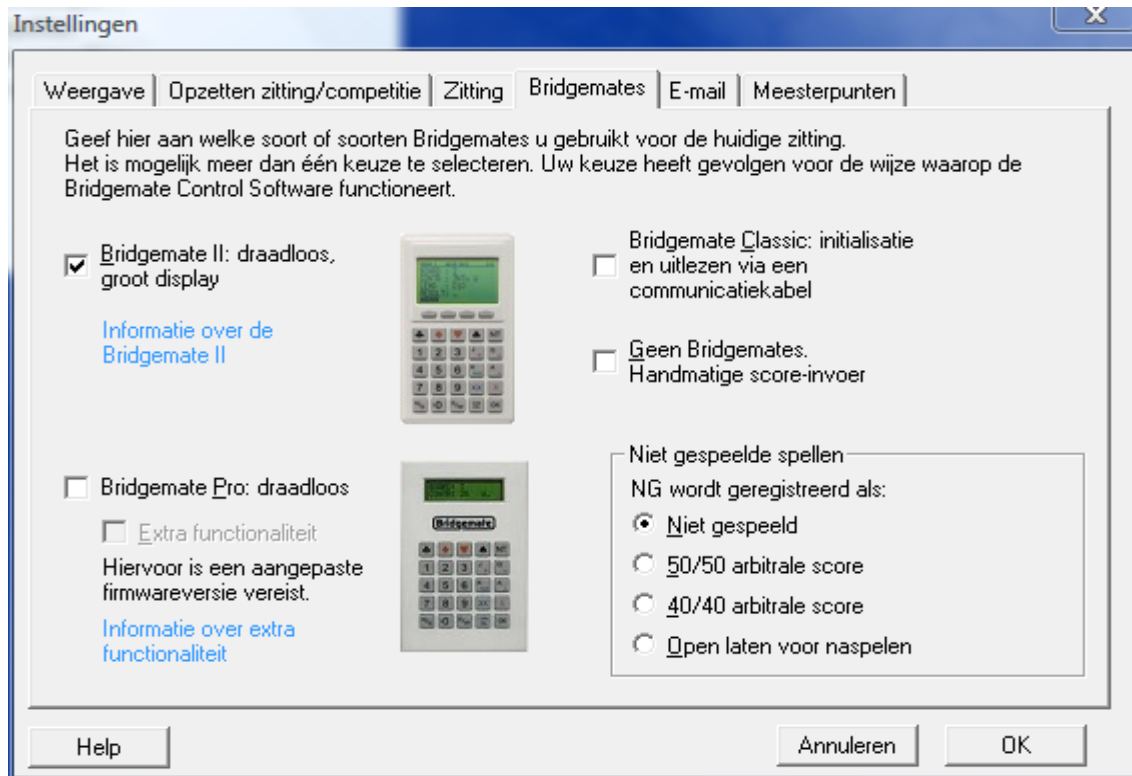 Instellingen
Weergave
Opzetten zitting/competitie
Zitting
Bridgemates
E-mail
Meesterpunten
Geef hier aan welke soort of soorten Bridgemates u gebruikt voor de huidige zitting.
Het is mogelijk meer dan één keuze te selecteren. Uw keuze heeft gevolgen voor de wijze waarop de
Bridgemate Control Software functioneert.
Bridgemate II: draadloos,
groot display
Informatie over de
Bridgemate II
Bridgemate Classic: initialisatie
en uitlezen via een
communicatiekabel
Geen Bridgemates.
Handmatige score-invoer
Bridgemate Pro: draadloos
Extra functionaliteit
Hiervoor is een aangepaste
firmwareversie vereist.
Informatie over extra
functionaliteit
Bridgemate
Niet gespeelde spellen
NG wordt geregistreerd als:
Niet gespeeld
50/50 arbitrale score
40/40 arbitrale score
Open laten voor naspelen
Help
Annuleren
OK